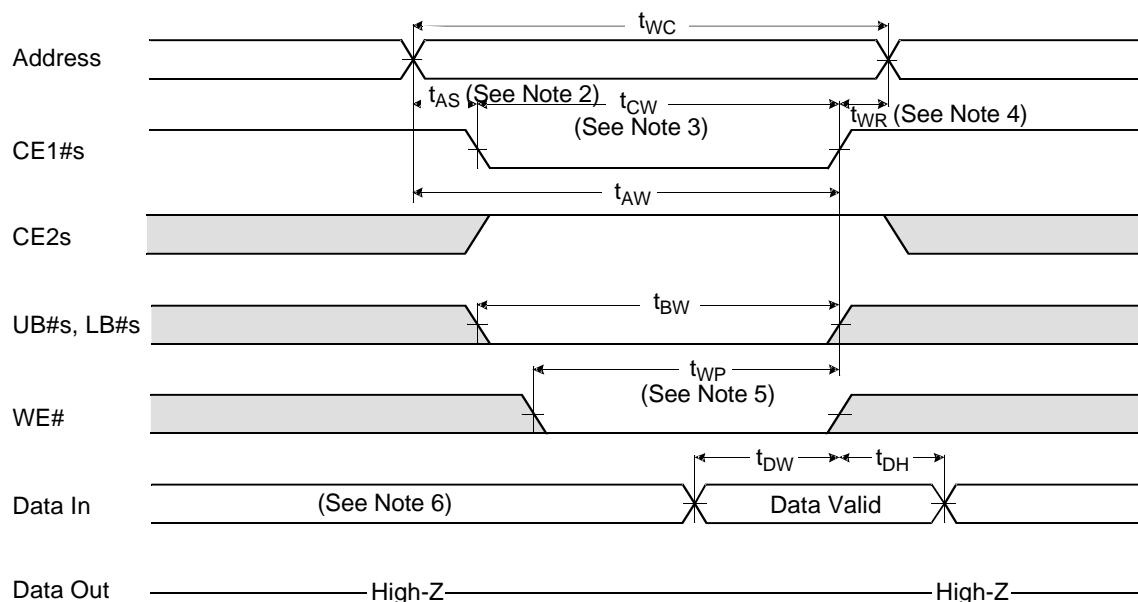 tWC
Address
tAS (See Note 2)
tCW
(See Note 3)
tWR (See Note 4)
CE1#s
tAW
CE2s
tBW
UB#s, LB#s
tWP
(See Note 5)
WE#
tDW
tDH
Data In
(See Note 6)
Data Valid
Data Out
High-Z
High-Z